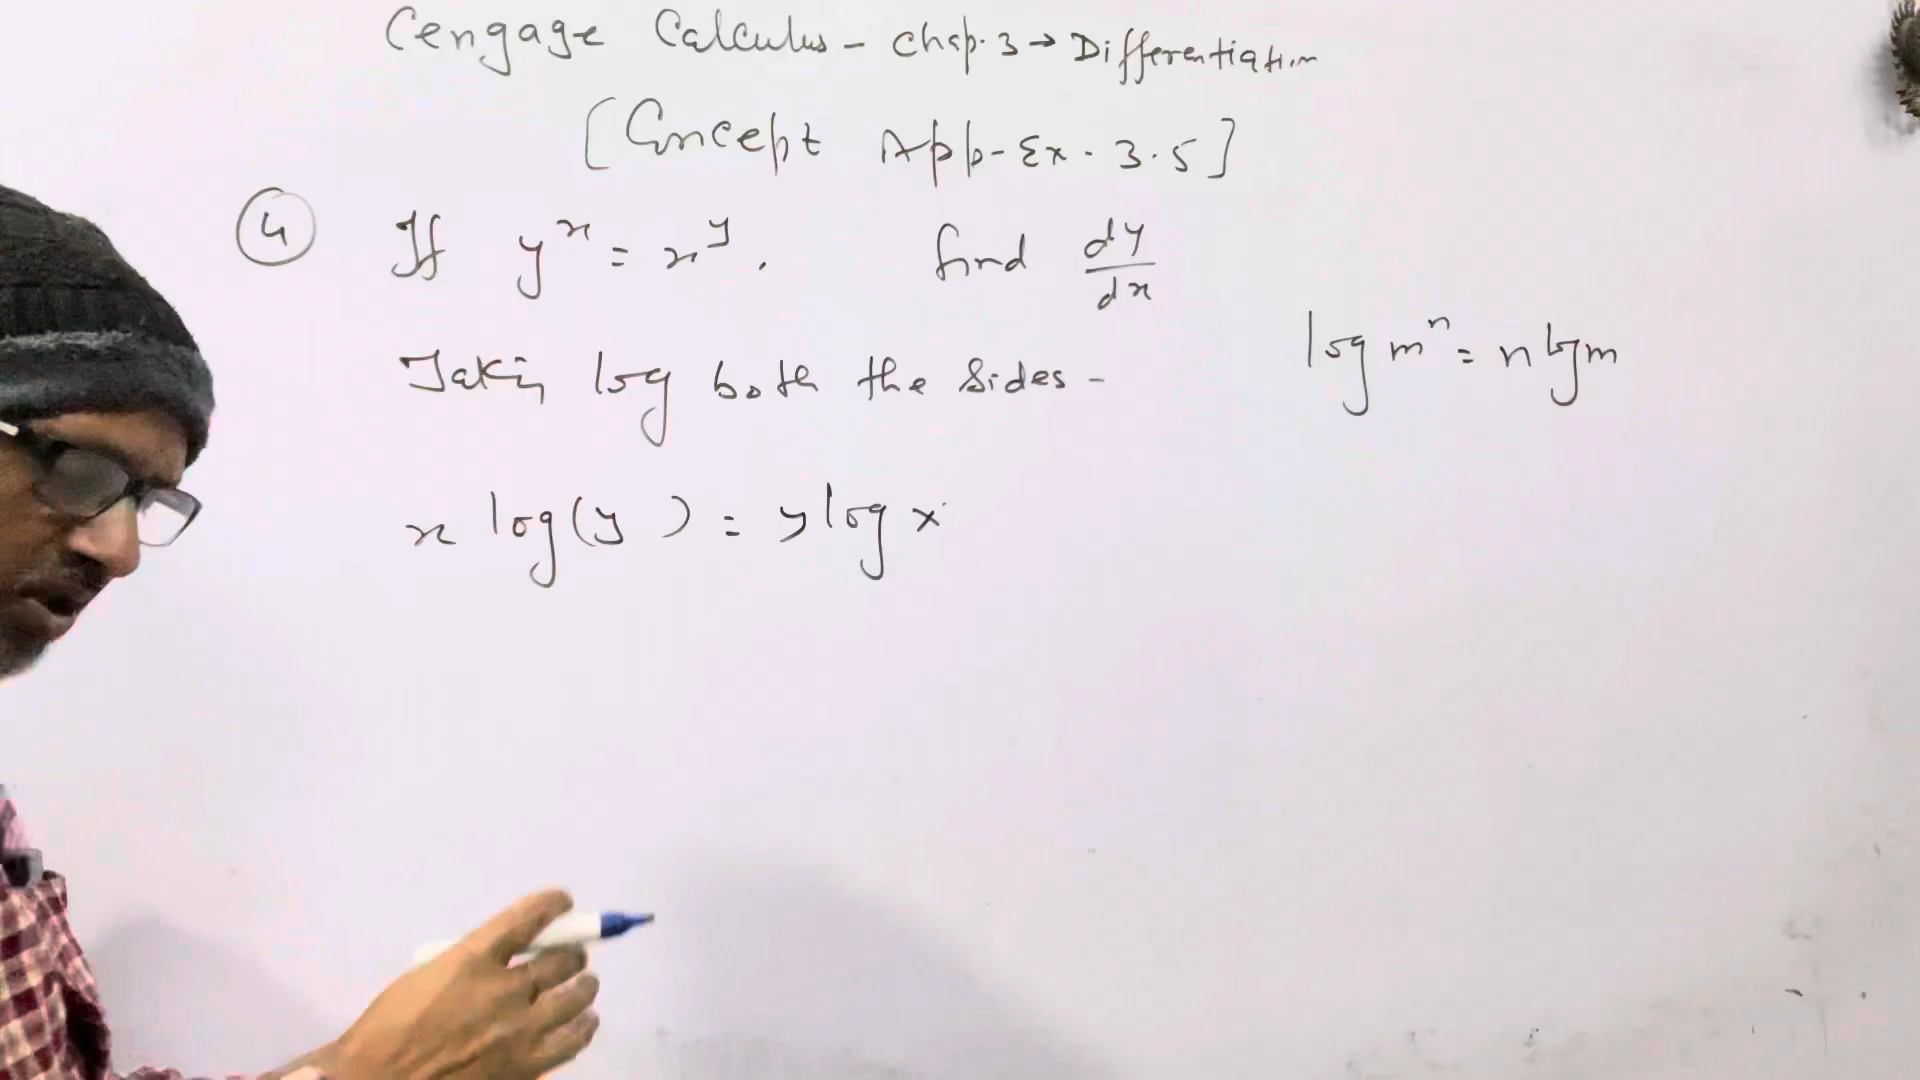 Cengage Calculus - Chap. 3 → Differentiation
[Concept App-Ex. 3.5]
4 If y^x = x^y. find dy/dx
Taking log both the sides -
log m^n = n log m
x log(y) = y log x